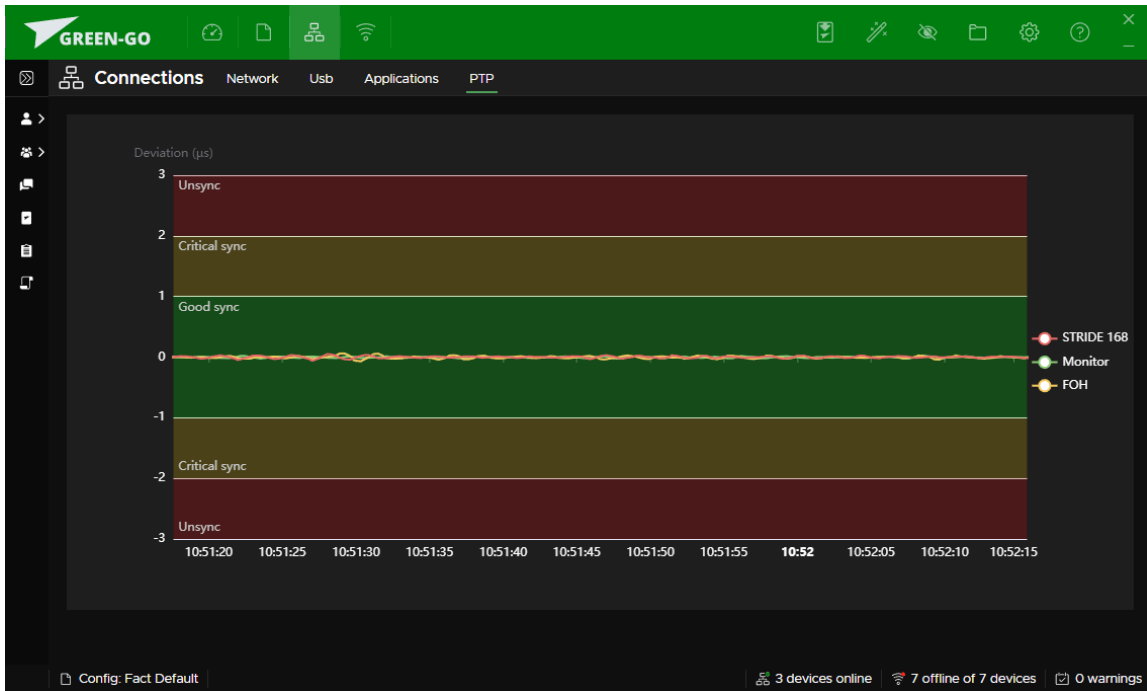 GREEN-GO
Connections Network Usb Applications PTP
Deviation (µs)
3
Unsync
2
Critical sync
1
Good sync
0
-1
Critical sync
-2
Unsync
-3
10:51:20 10:51:25 10:51:30 10:51:35 10:51:40 10:51:45 10:51:50 10:51:55 10:52 10:52:05 10:52:10 10:52:15
STRIDE 168
Monitor
FOH
Config: Fact Default 3 devices online 7 offline of 7 devices 0 warnings